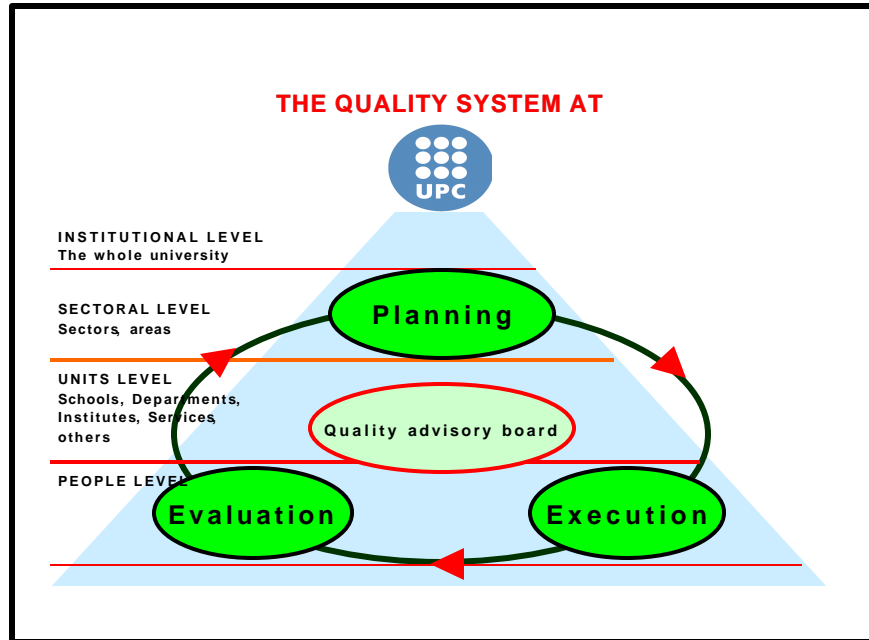 THE QUALITY SYSTEM AT
UPC
INSTITUTIONAL LEVEL
The whole university
SECTORAL LEVEL
Sectors, areas
Planning
UNITS LEVEL
Schools, Departments,
Institutes, Services,
others
Quality advisory board
PEOPLE LEVEL
Evaluation
Execution